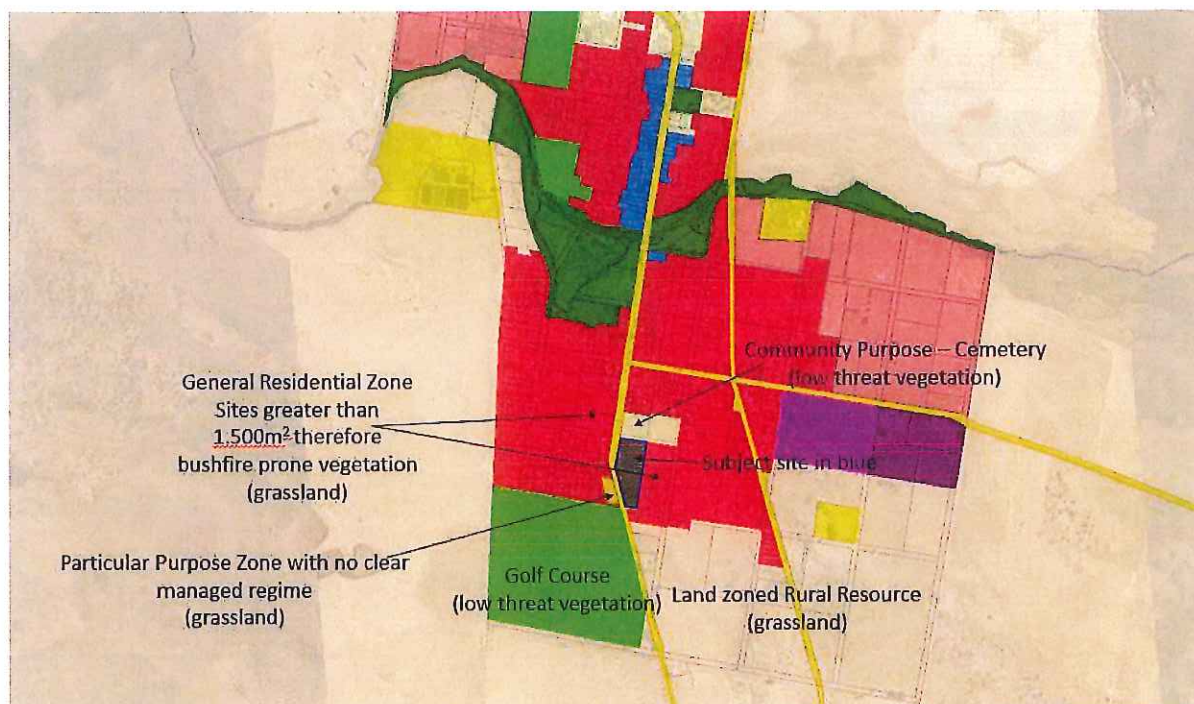 Community Purpose – Cemetery
(low threat vegetation)
General Residential Zone
Sites greater than
1,500m² therefore
bushfire prone vegetation
(grassland)
Subject site in blue
Particular Purpose Zone with no clear
managed regime
(grassland)
Golf Course
(low threat vegetation)
Land zoned Rural Resource
(grassland)